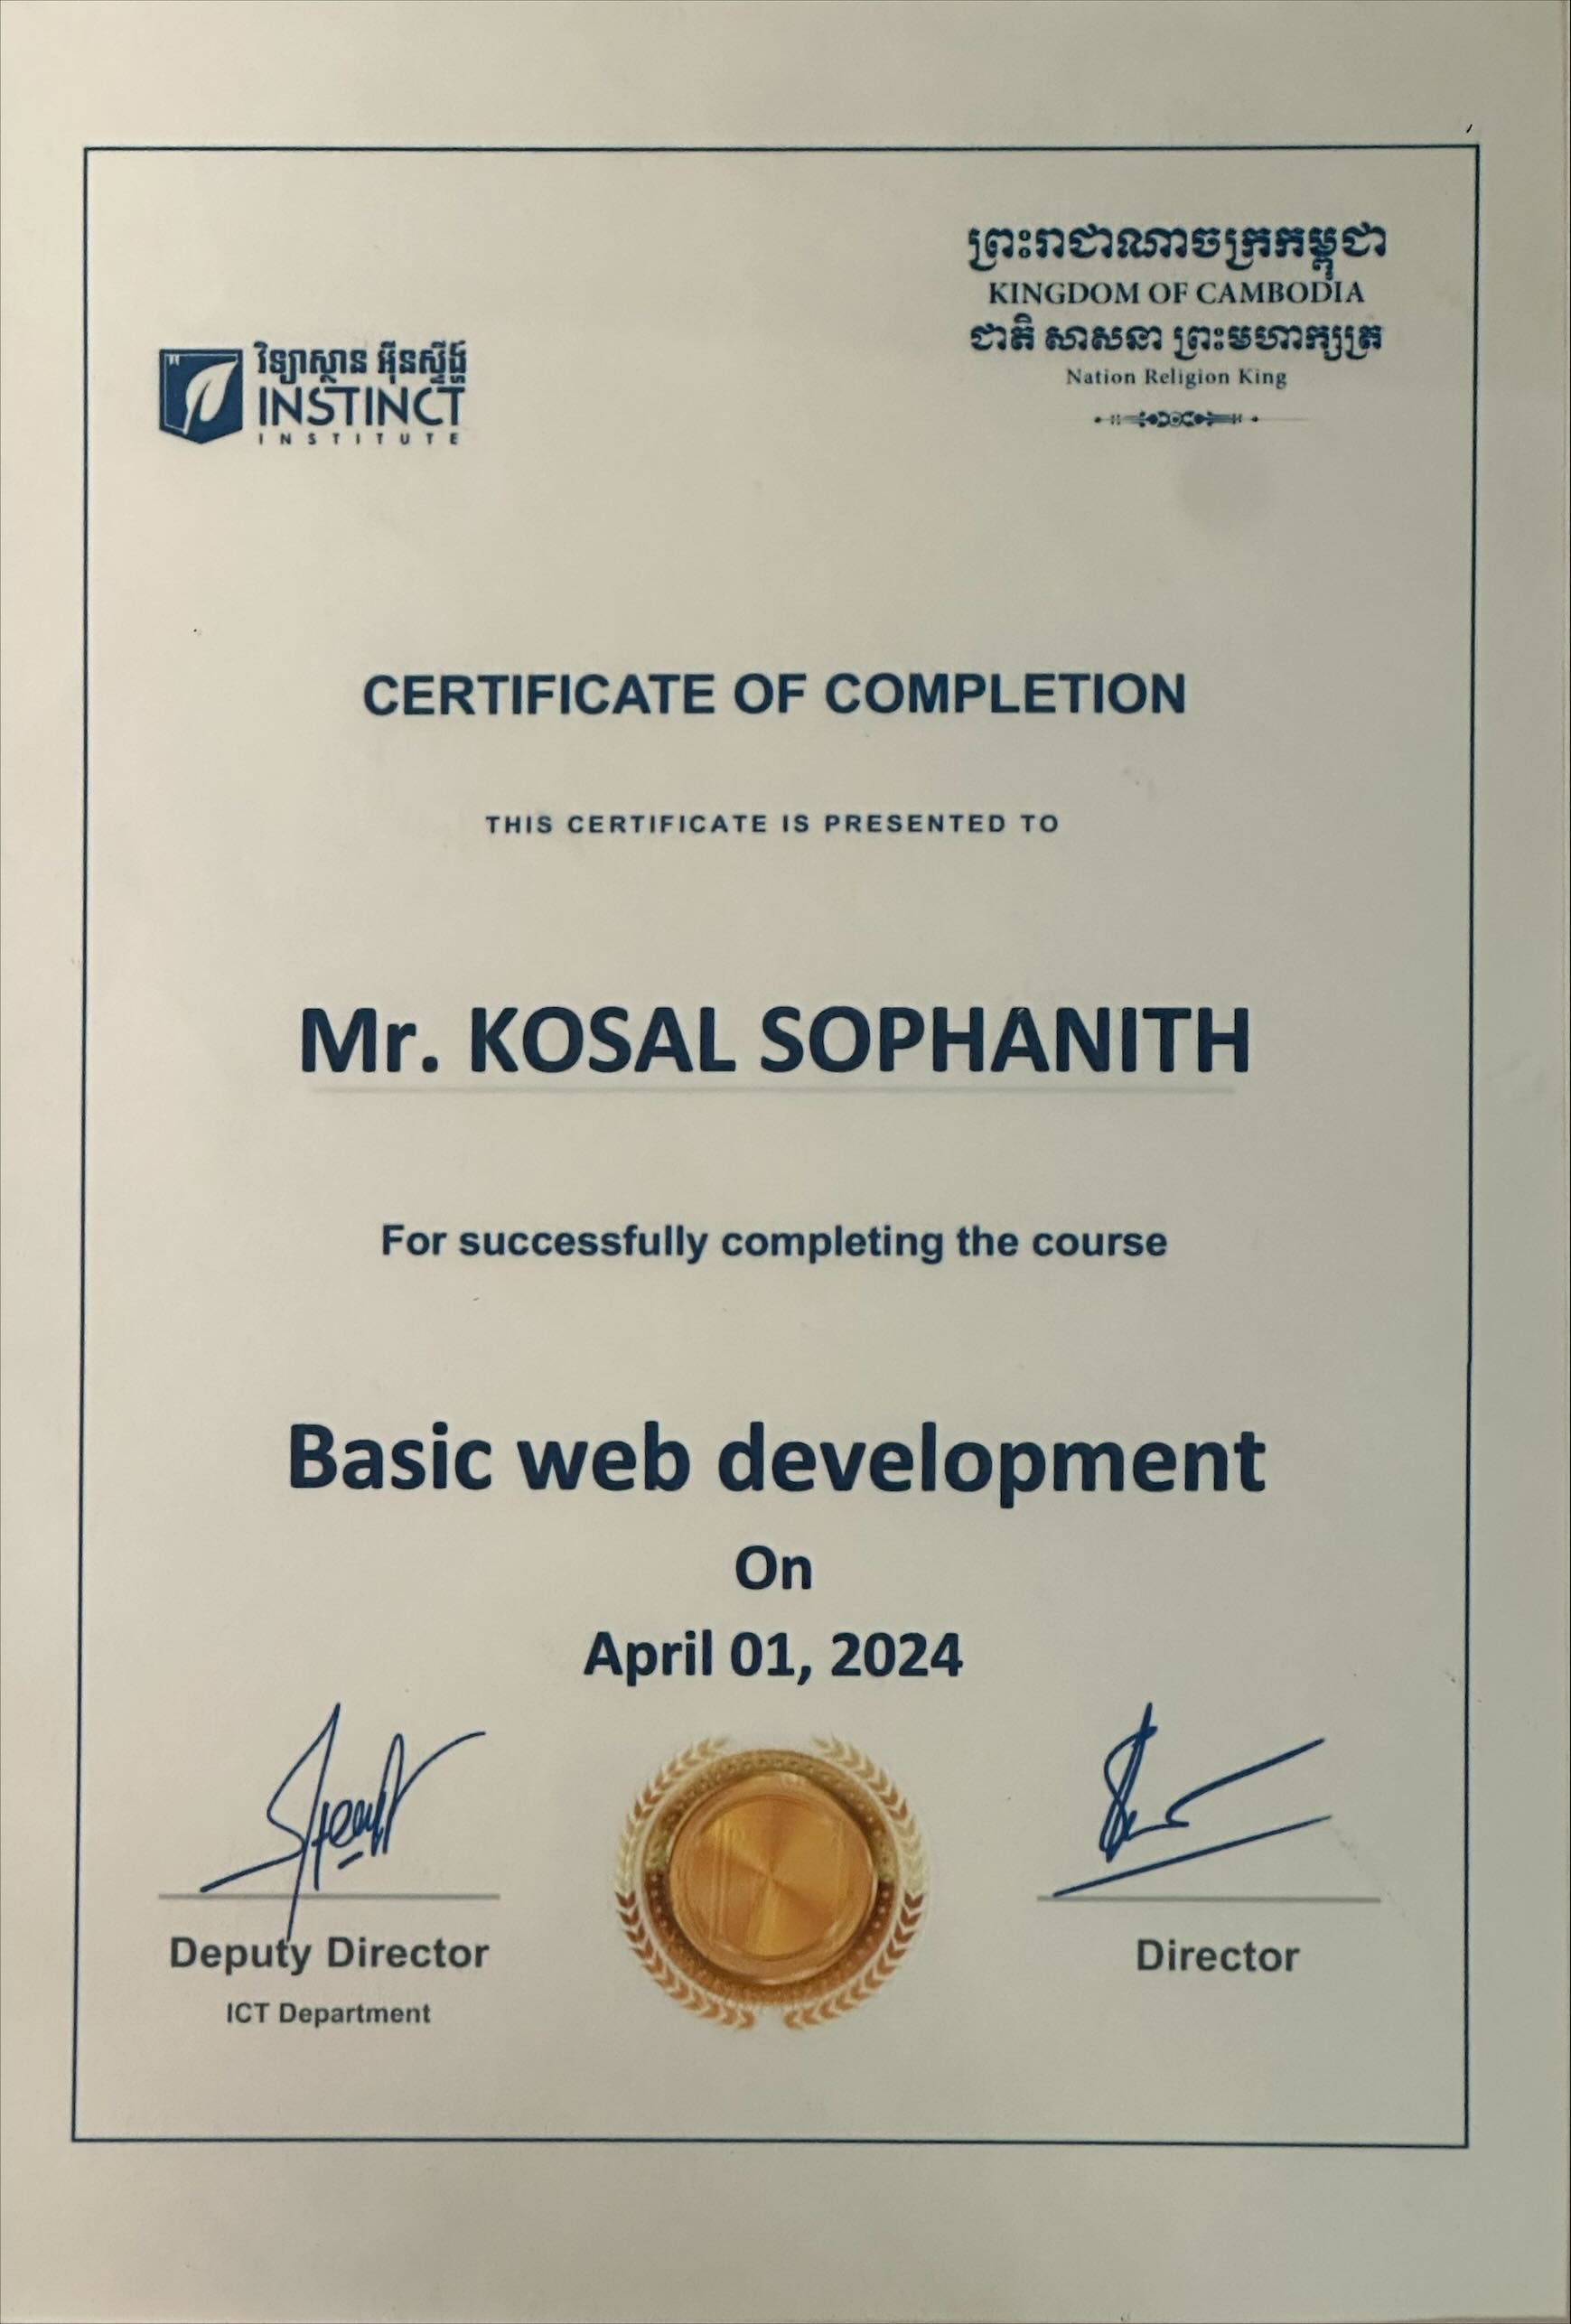 ព្រះរាជាណាចក្រកម្ពុជា
KINGDOM OF CAMBODIA
ជាតិ សាសនា ព្រះមហាក្សត្រ
Nation Religion King
វិទ្យាស្ថាន អ៊ីនស្ទីង្ហ
INSTINCT
INSTITUTE
CERTIFICATE OF COMPLETION
THIS CERTIFICATE IS PRESENTED TO
Mr. KOSAL SOPHANITH
For successfully completing the course
Basic web development
On
April 01, 2024
Deputy Director
ICT Department
Director